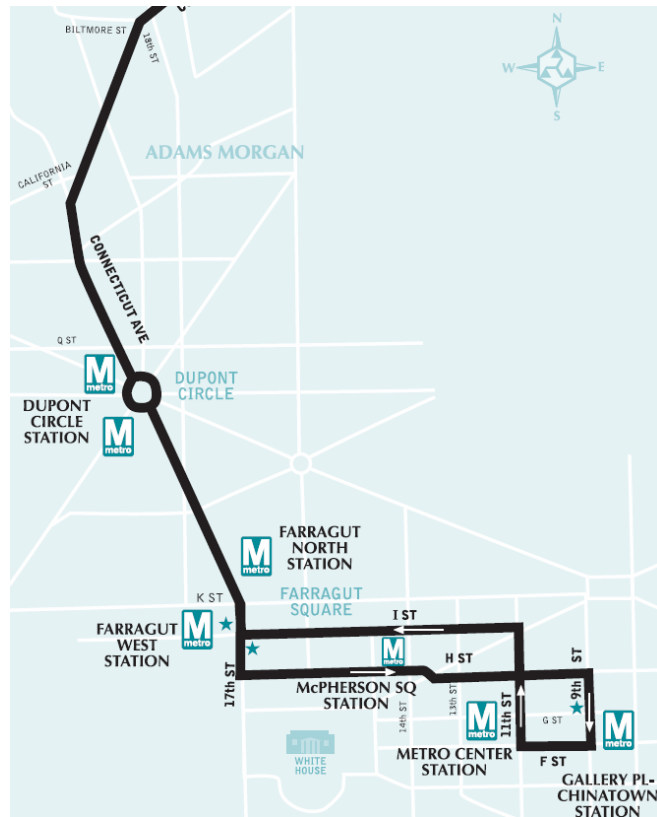 BILTMORE ST
18th ST
N
W
E
S
ADAMS MORGAN
CALIFORNIA
ST
CONNECTICUT AVE
Q ST
M
metro
DUPONT
CIRCLE
DUPONT
CIRCLE
STATION
M
metro
M
metro
FARRAGUT
NORTH
STATION
K ST
FARRAGUT
SQUARE
M
metro
FARRAGUT
WEST
STATION
I ST
M
metro
H ST
17th ST
McPHERSON SQ
STATION
14th ST
13th ST
11th ST
9th ST
G ST
M
metro
METRO CENTER
STATION
F ST
M
metro
GALLERY PL-
CHINATOWN
STATION
WHITE
HOUSE